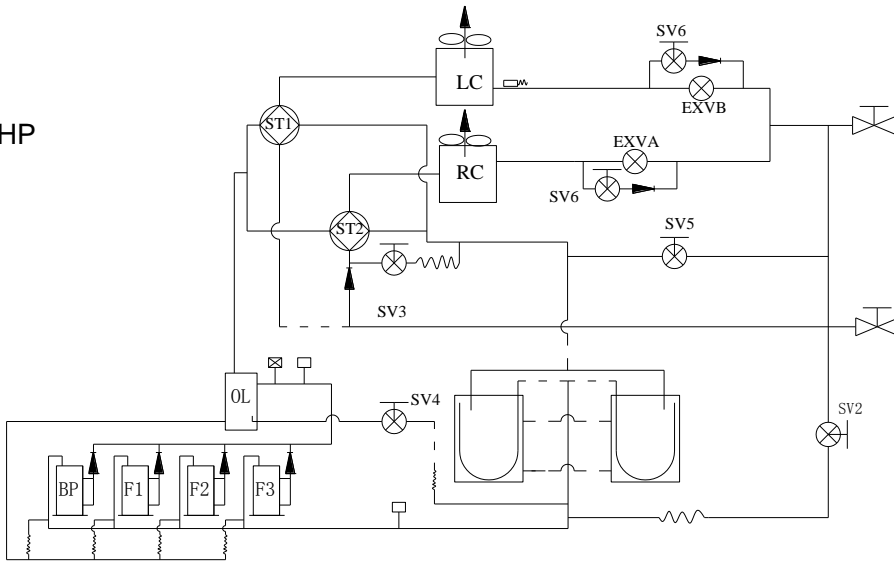 SV6
LC
EXVB
ST1
HP
EXVA
RC
SV6
ST2
SV5
SV3
OL
SV4
SV2
BP
F1
F2
F3